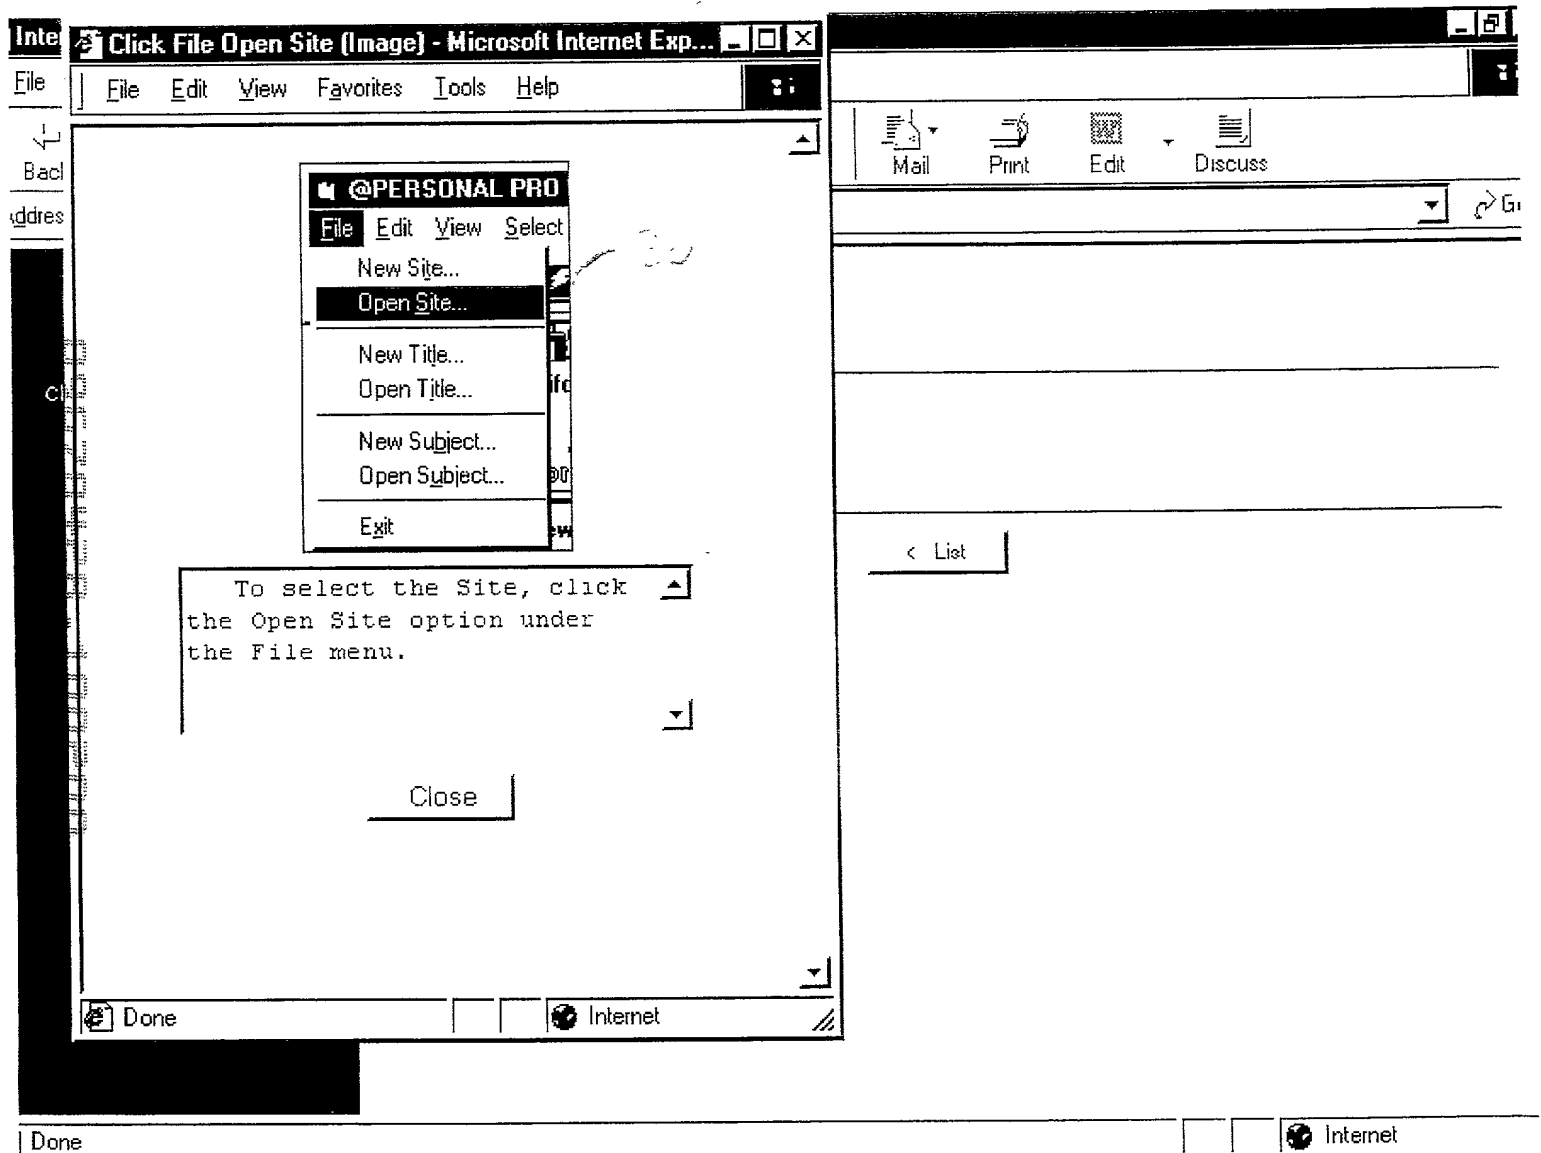 Inte
Click File Open Site (Image) - Microsoft Internet Exp...
File
File Edit View Favorites Tools Help
Bacl
Mail Print Edit Discuss
ddres
@PERSONAL PRO
File Edit View Select
New Site...
Open Site...
New Title...
Open Title...
New Subject...
Open Subject...
Exit
< List
To select the Site, click
the Open Site option under
the File menu.
Close
Done Internet
Done Internet